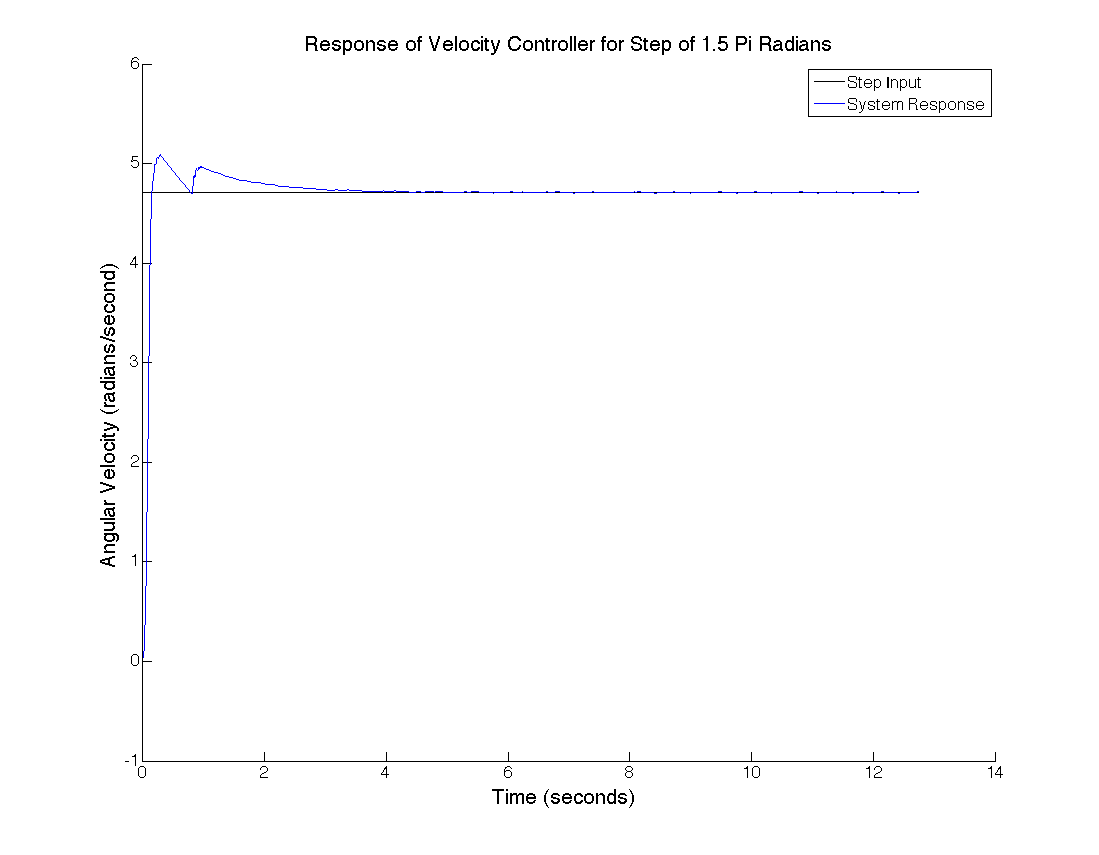 Response of Velocity Controller for Step of 1.5 Pi Radians
Step Input
System Response
Angular Velocity (radians/second)
6
5
4
3
2
1
0
-1
0 2 4 6 8 10 12 14
Time (seconds)